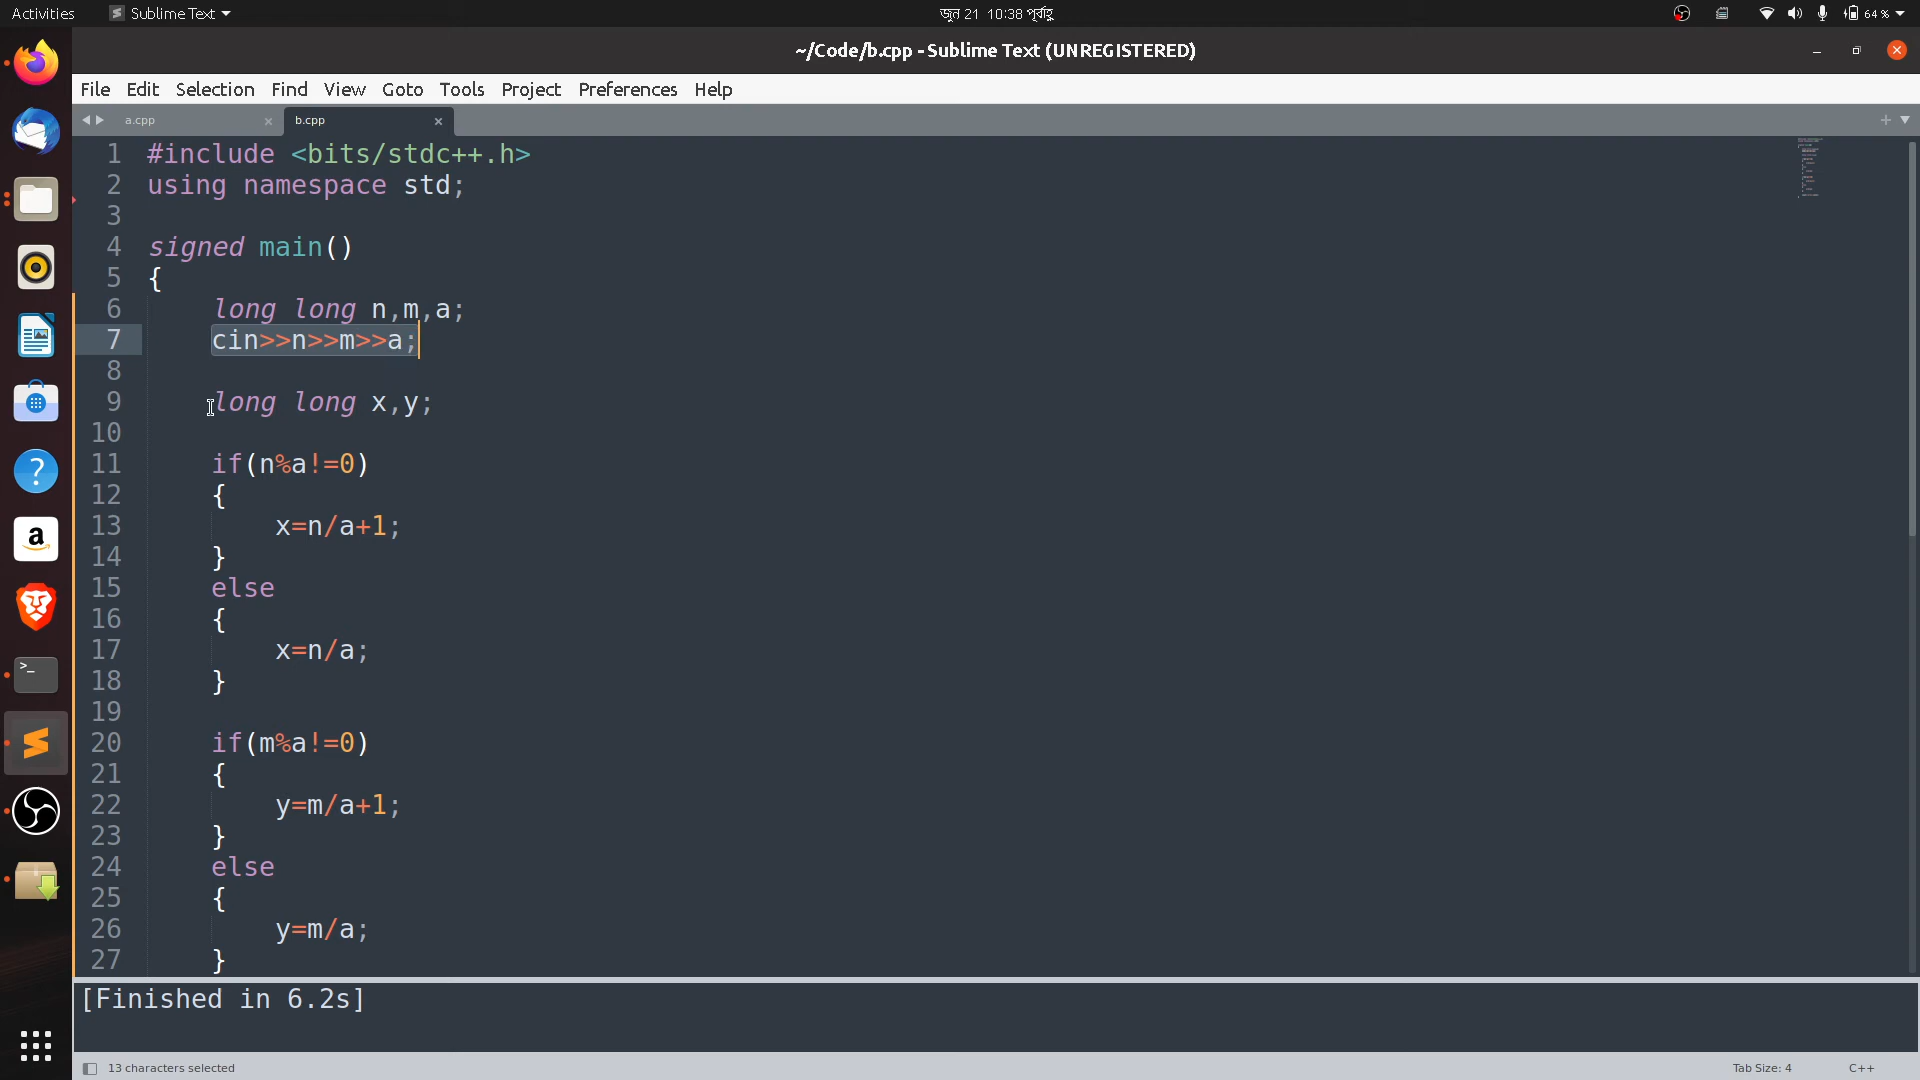 Activities Sublime Text জুন 21 10:38 পূর্বাহ্ণ 64 %
~/Code/b.cpp - Sublime Text (UNREGISTERED)
File Edit Selection Find View Goto Tools Project Preferences Help
a.cpp b.cpp
1 #include <bits/stdc++.h>
2 using namespace std;
3
4 signed main()
5 {
6 long long n,m,a;
7 cin>>n>>m>>a;
8
9 long long x,y;
10
11 if(n%a!=0)
12 {
13 x=n/a+1;
14 }
15 else
16 {
17 x=n/a;
18 }
19
20 if(m%a!=0)
21 {
22 y=m/a+1;
23 }
24 else
25 {
26 y=m/a;
27 }
[Finished in 6.2s]
13 characters selected Tab Size: 4 C++